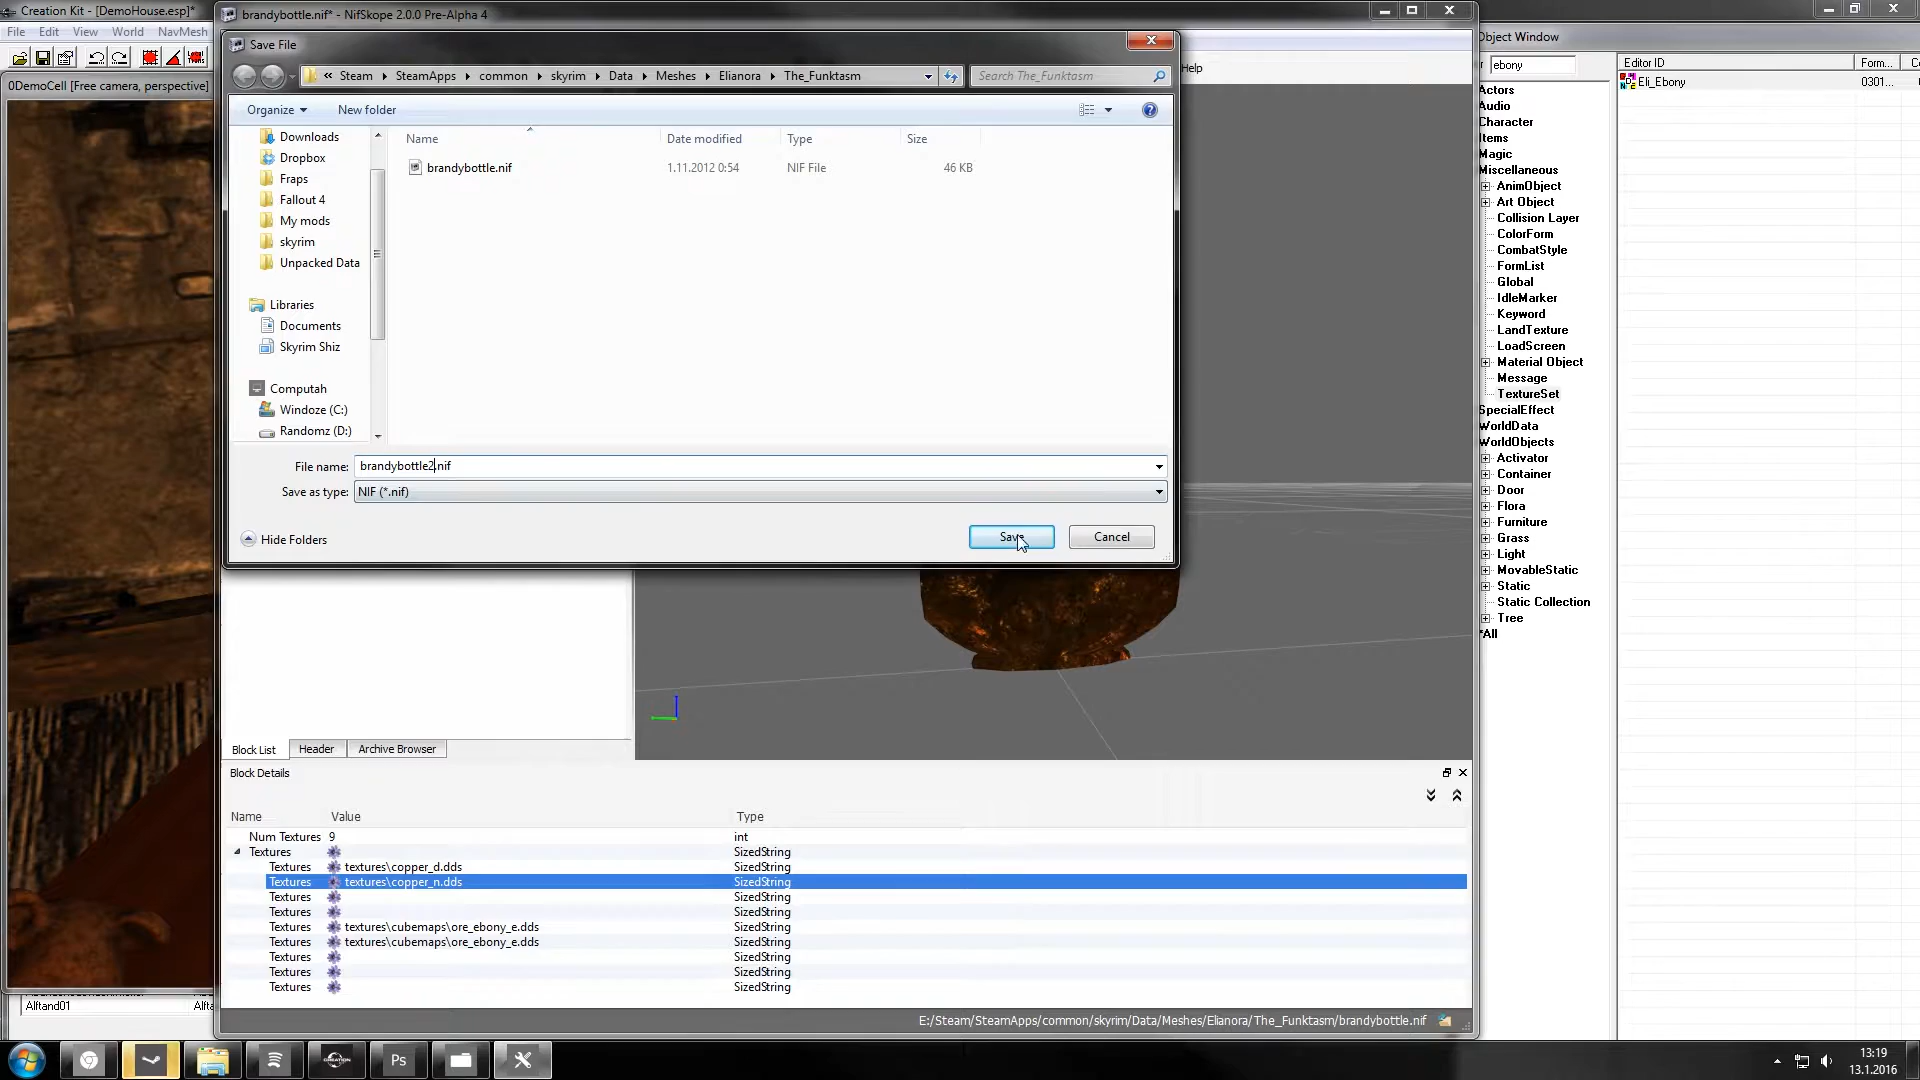 Creation Kit - [DemoHouse.esp]*
File Edit View World NavMesh
0DemoCell [Free camera, perspective]
brandybottle.nif* - NifSkope 2.0.0 Pre-Alpha 4
Help
Save File
« Steam SteamApps common skyrim Data Meshes Elianora The_Funktasm
Search The_Funktasm
Organize New folder
Downloads
Dropbox
Fraps
Fallout 4
My mods
skyrim
Unpacked Data
Libraries
Documents
Skyrim Shiz
Computah
Windoze (C:)
Randomz (D:)
Name Date modified Type Size
brandybottle.nif 1.11.2012 0:54 NIF File 46 KB
File name: brandybottle2.nif
Save as type: NIF (*.nif)
Hide Folders
Save Cancel
Block List Header Archive Browser
Block Details
Name Value Type
Num Textures 9 int
Textures SizedString
Textures textures\copper_d.dds SizedString
Textures textures\copper_n.dds SizedString
Textures SizedString
Textures SizedString
Textures textures\cubemaps\ore_ebony_e.dds SizedString
Textures textures\cubemaps\ore_ebony_e.dds SizedString
Textures SizedString
Textures SizedString
Textures SizedString
E:/Steam/SteamApps/common/skyrim/Data/Meshes/Elianora/The_Funktasm/brandybottle.nif
Alftand01
Object Window
ebony
Actors
Audio
Character
Items
Magic
Miscellaneous
AnimObject
Art Object
Collision Layer
ColorForm
CombatStyle
FormList
Global
IdleMarker
Keyword
LandTexture
LoadScreen
Material Object
Message
TextureSet
SpecialEffect
WorldData
WorldObjects
Activator
Container
Door
Flora
Furniture
Grass
Light
MovableStatic
Static
Static Collection
Tree
*All
Editor ID Form...
Eli_Ebony 0301...
CREATION
Ps
13:19
13.1.2016